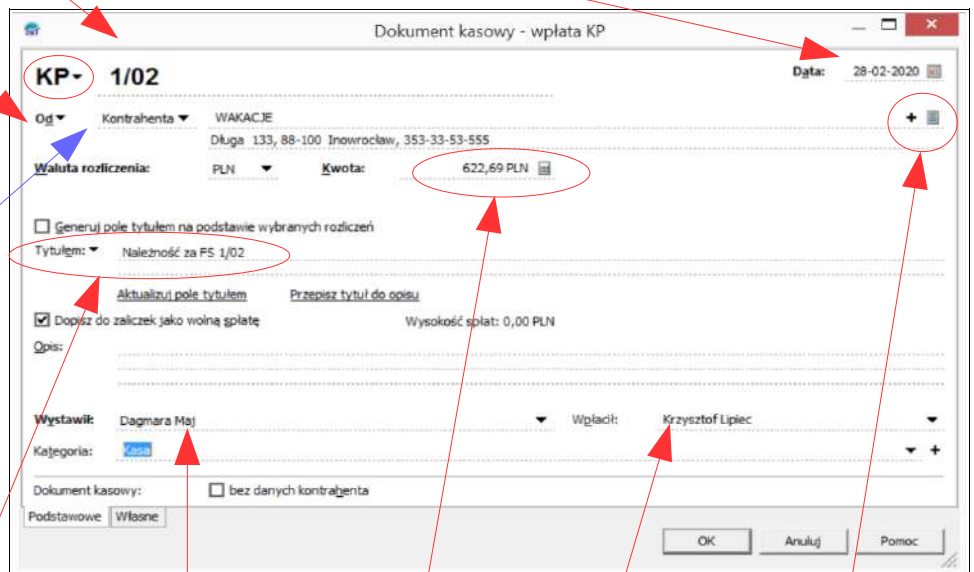 Dokument kasowy - wpłata KP
KP 1/02 Data: 28-02-2020
Od Kontrahenta WAKACJE
Długa 133, 88-100 Inowrocław, 353-33-53-555
Waluta rozliczenia: PLN Kwota: 622,69 PLN
Generuj pole tytułem na podstawie wybranych rozliczeń
Tytułem: Należność za FS 1/02
Aktualizuj pole tytułem Przepisz tytuł do opisu
Dopisz do zaliczek jako wolną spłatę Wysokość spłat: 0,00 PLN
Opis:
Wystawił: Dagmara Maj Wpłacił: Krzysztof Lipiec
Kategoria: Kasa
Dokument kasowy: bez danych kontrahenta
Podstawowe Własne
OK Anuluj Pomoc